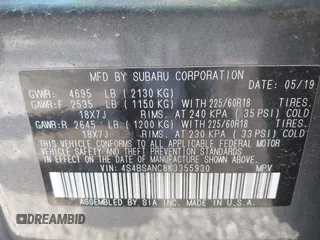 MFD. BY SUBARU CORPORATION 05/19
GVWR: 4695 LB (2130 KG)
GAWR:F 2535 LB (1150 KG) WITH 225/60R18 TIRES.
18X7J RIMS. AT 240 KPA (35 PSI) COLD
GAWR:R 2645 LB (1200 KG) WITH 225/60R18 TIRES.
18X7J RIMS. AT 230 KPA (33 PSI) COLD
THIS VEHICLE CONFORMS TO ALL APPLICABLE FEDERAL MOTOR
VEHICLE SAFETY AND THEFT PREVENTION STANDARDS IN EFFECT
ON THE DATE OF MANUFACTURE SHOWN ABOVE.
VIN: 4S4BSANC8K3355930 MPV
ASSEMBLED BY SIA INC. MADE IN U.S.A.